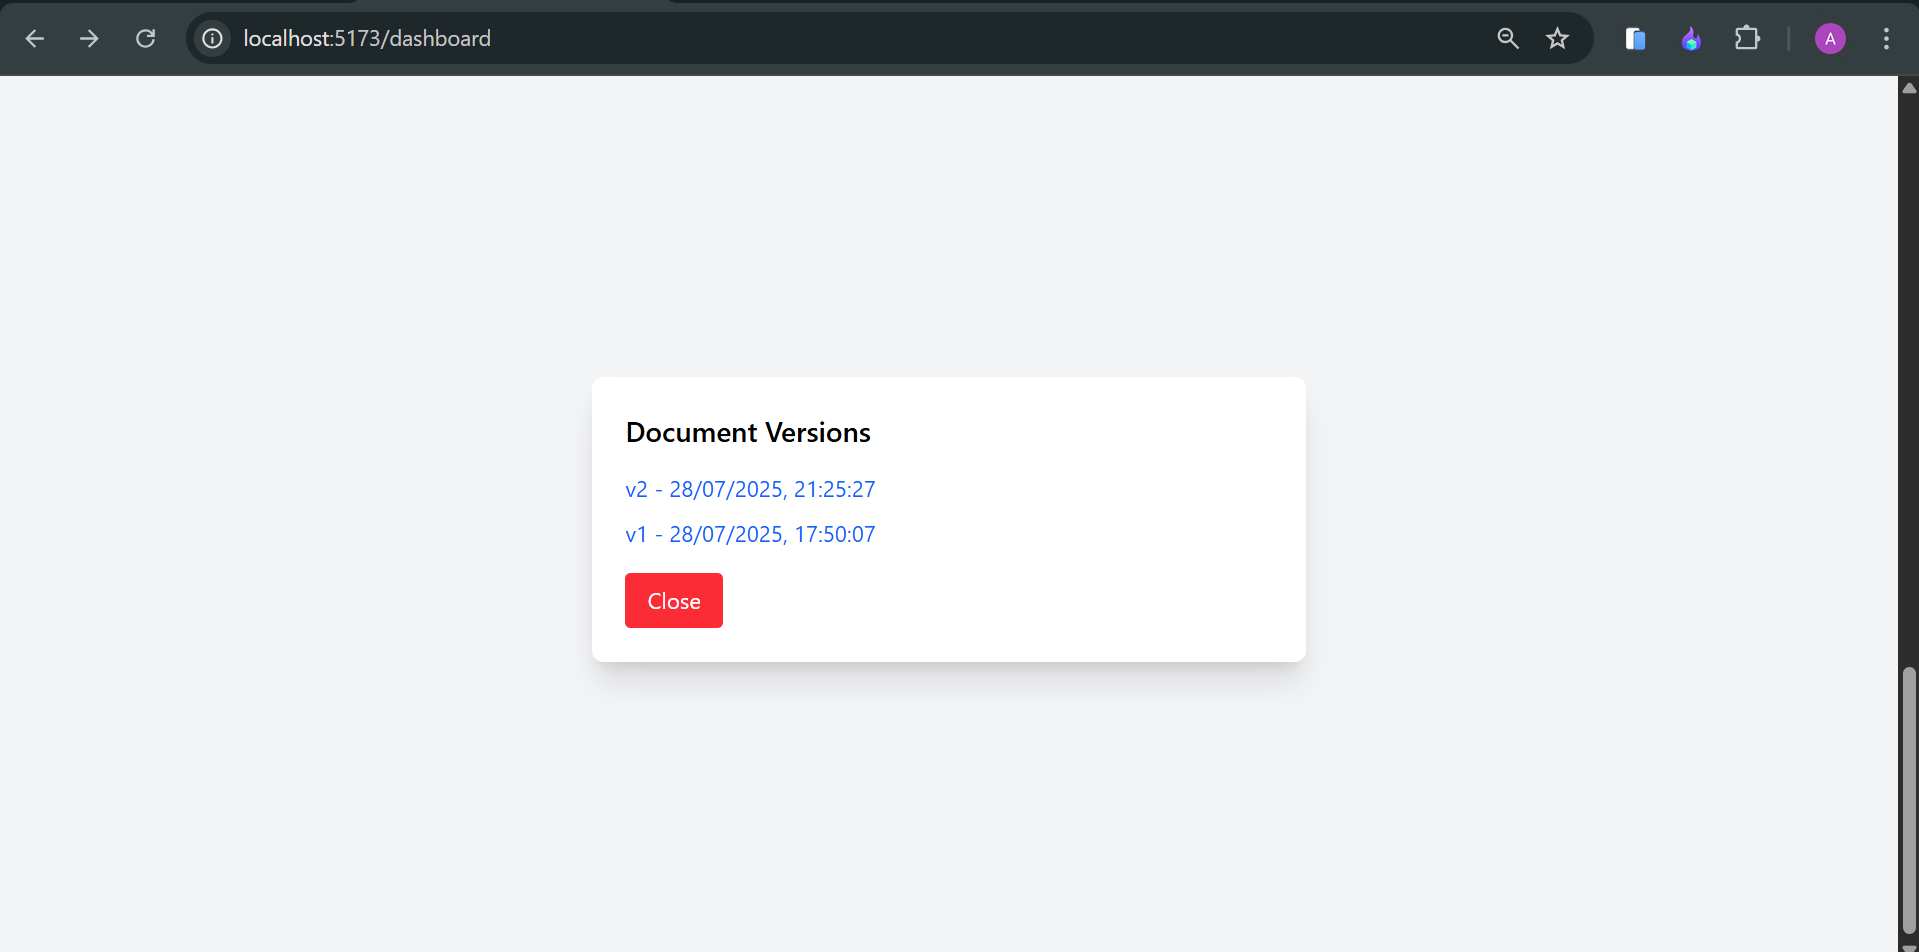 localhost:5173/dashboard
A
Document Versions
v2 - 28/07/2025, 21:25:27
v1 - 28/07/2025, 17:50:07
Close